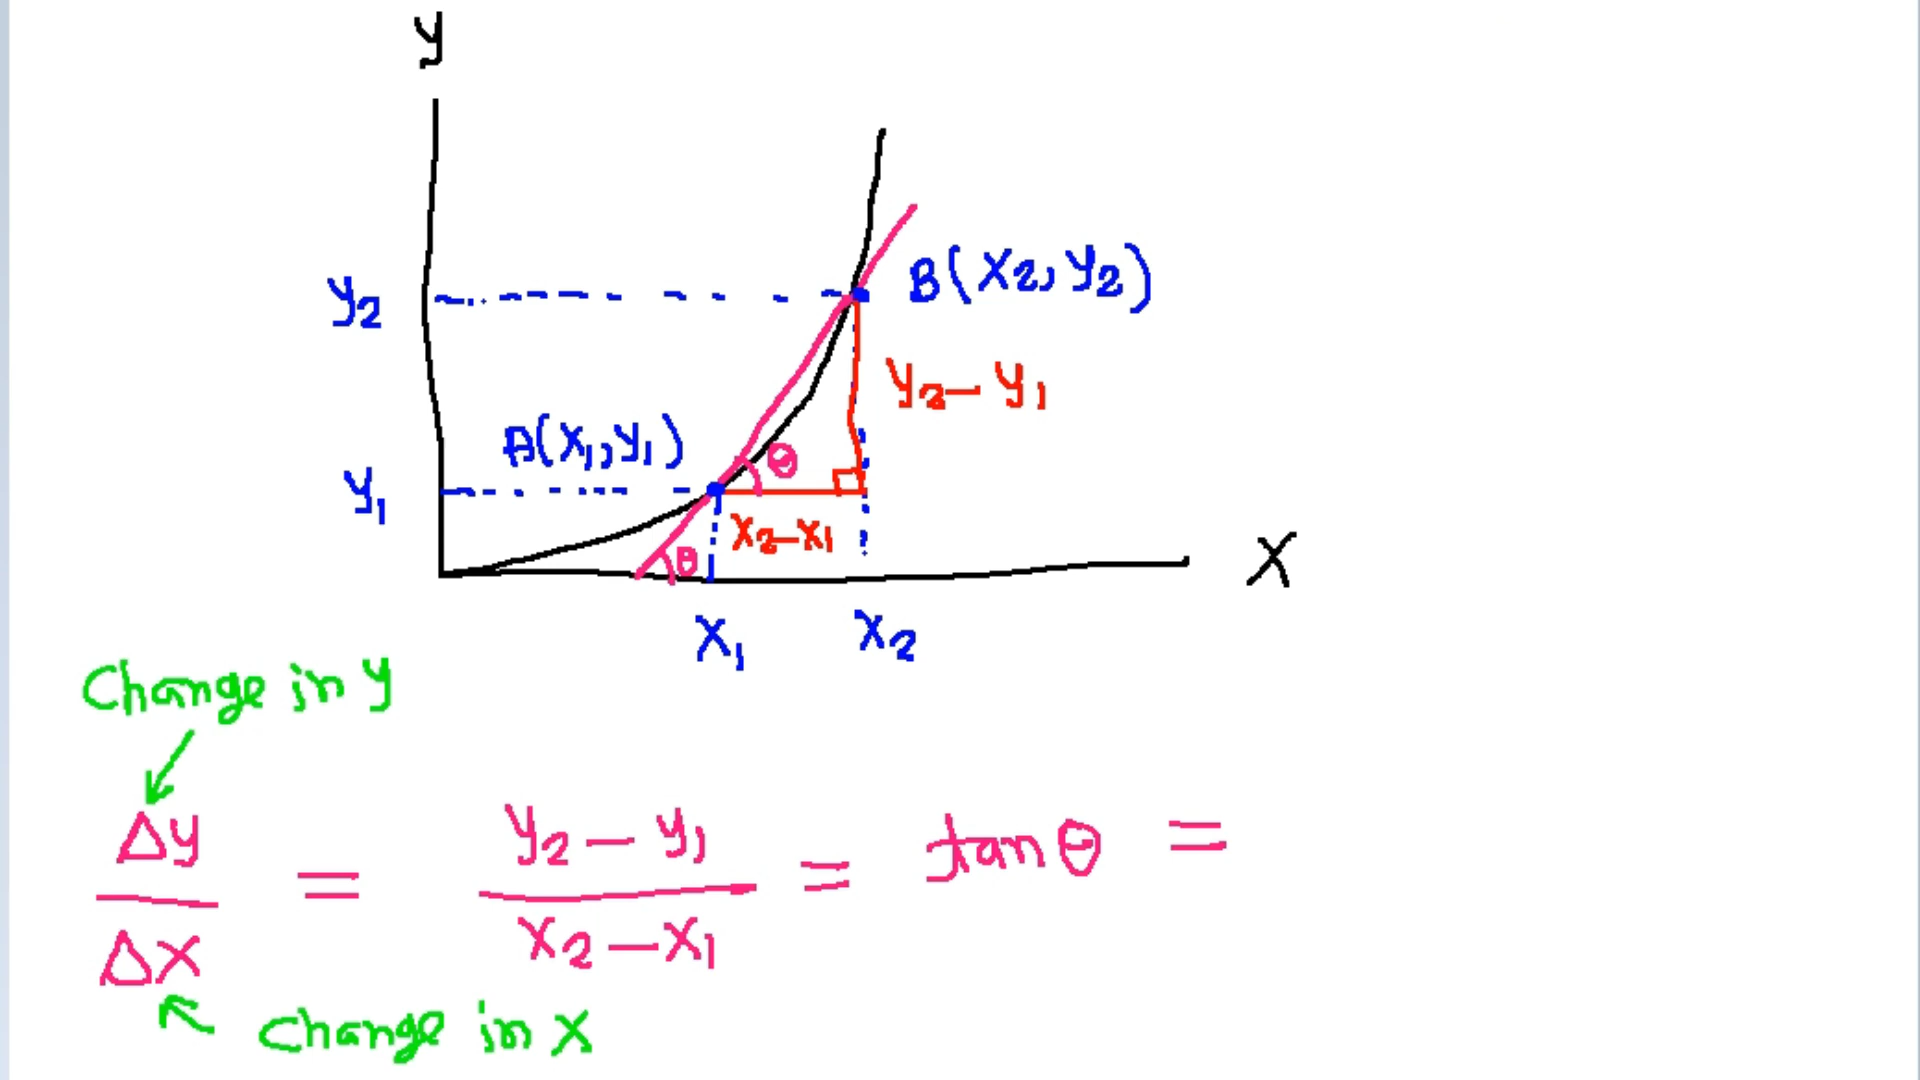 y
B(x2, y2)
y2
y2 - y1
A(x1, y1)
θ
y1
x2 - x1
θ
X
x1 x2
Change in y
Δy / Δx = y2 - y1 / x2 - x1 = tan θ =
Change in x